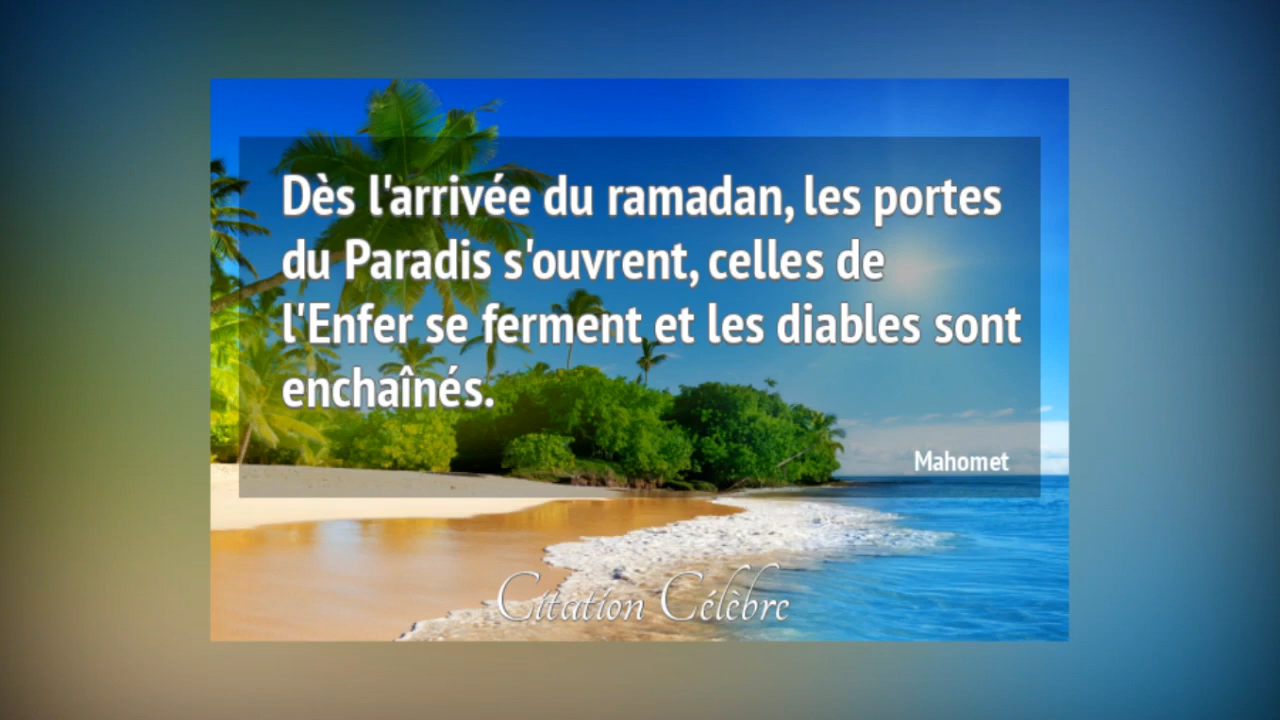 Dès l'arrivée du ramadan, les portes
du Paradis s'ouvrent, celles de
l'Enfer se ferment et les diables sont
enchaînés.
Mahomet
Citation Célèbre